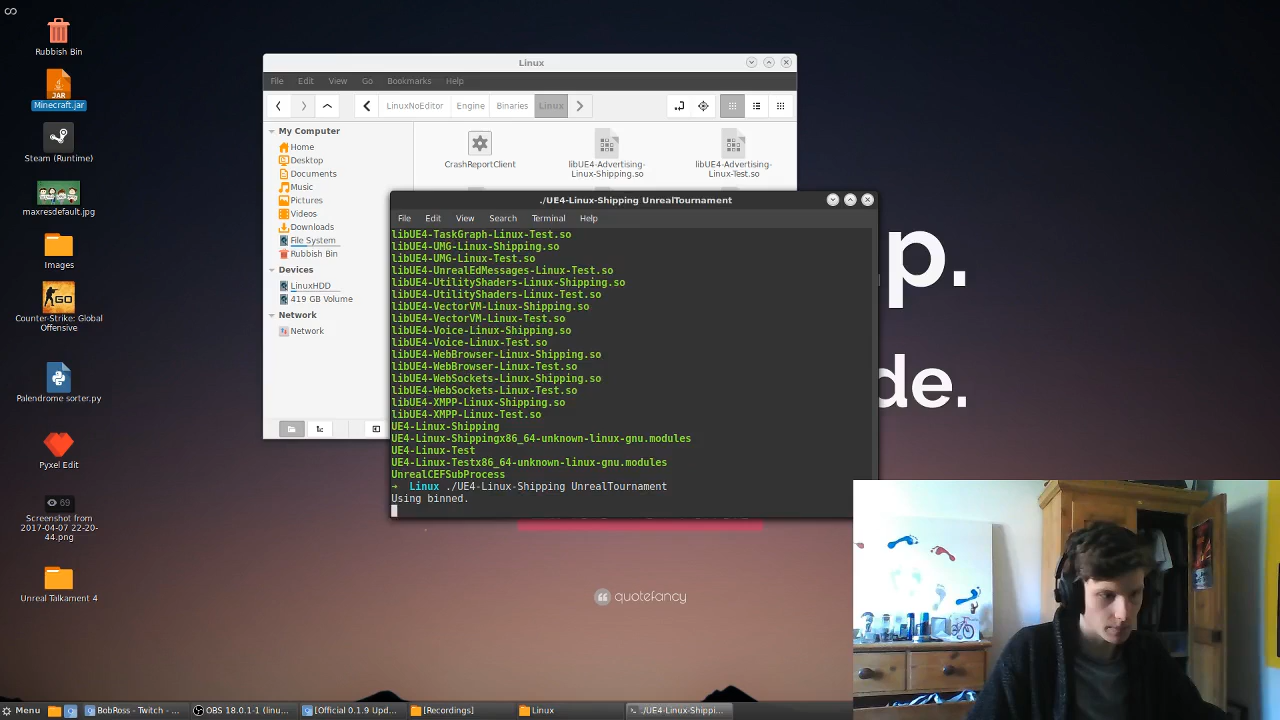 Rubbish Bin
Minecraft.jar
Steam (Runtime)
maxresdefault.jpg
Images
Counter-Strike: Global
Offensive
Palendrome sorter.py
Pyxel Edit
69
Screenshot from
2017-04-07 22-20-
44.png
Unreal Talkament 4
JAR
GO
Linux
File Edit View Go Bookmarks Help
LinuxNoEditor Engine Binaries Linux
My Computer
Home
Desktop
Documents
Music
Pictures
Videos
Downloads
File System
Rubbish Bin
Devices
LinuxHDD
419 GB Volume
Network
Network
CrashReportClient
libUE4-Advertising-
Linux-Shipping.so
libUE4-Advertising-
Linux-Test.so
./UE4-Linux-Shipping UnrealTournament
File Edit View Search Terminal Help
libUE4-TaskGraph-Linux-Test.so
libUE4-UMG-Linux-Shipping.so
libUE4-UMG-Linux-Test.so
libUE4-UnrealEdMessages-Linux-Test.so
libUE4-UtilityShaders-Linux-Shipping.so
libUE4-UtilityShaders-Linux-Test.so
libUE4-VectorVM-Linux-Shipping.so
libUE4-VectorVM-Linux-Test.so
libUE4-Voice-Linux-Shipping.so
libUE4-Voice-Linux-Test.so
libUE4-WebBrowser-Linux-Shipping.so
libUE4-WebBrowser-Linux-Test.so
libUE4-WebSockets-Linux-Shipping.so
libUE4-WebSockets-Linux-Test.so
libUE4-XMPP-Linux-Shipping.so
libUE4-XMPP-Linux-Test.so
UE4-Linux-Shipping
UE4-Linux-Shippingx86_64-unknown-linux-gnu.modules
UE4-Linux-Test
UE4-Linux-Testx86_64-unknown-linux-gnu.modules
UnrealCEFSubProcess
→ Linux ./UE4-Linux-Shipping UnrealTournament
Using binned.
p.
de.
quotefancy
Menu
BobRoss - Twitch - ...
OBS 18.0.1-1 (linu...
[Official 0.1.9 Upd...
[Recordings]
Linux
./UE4-Linux-Shippi...